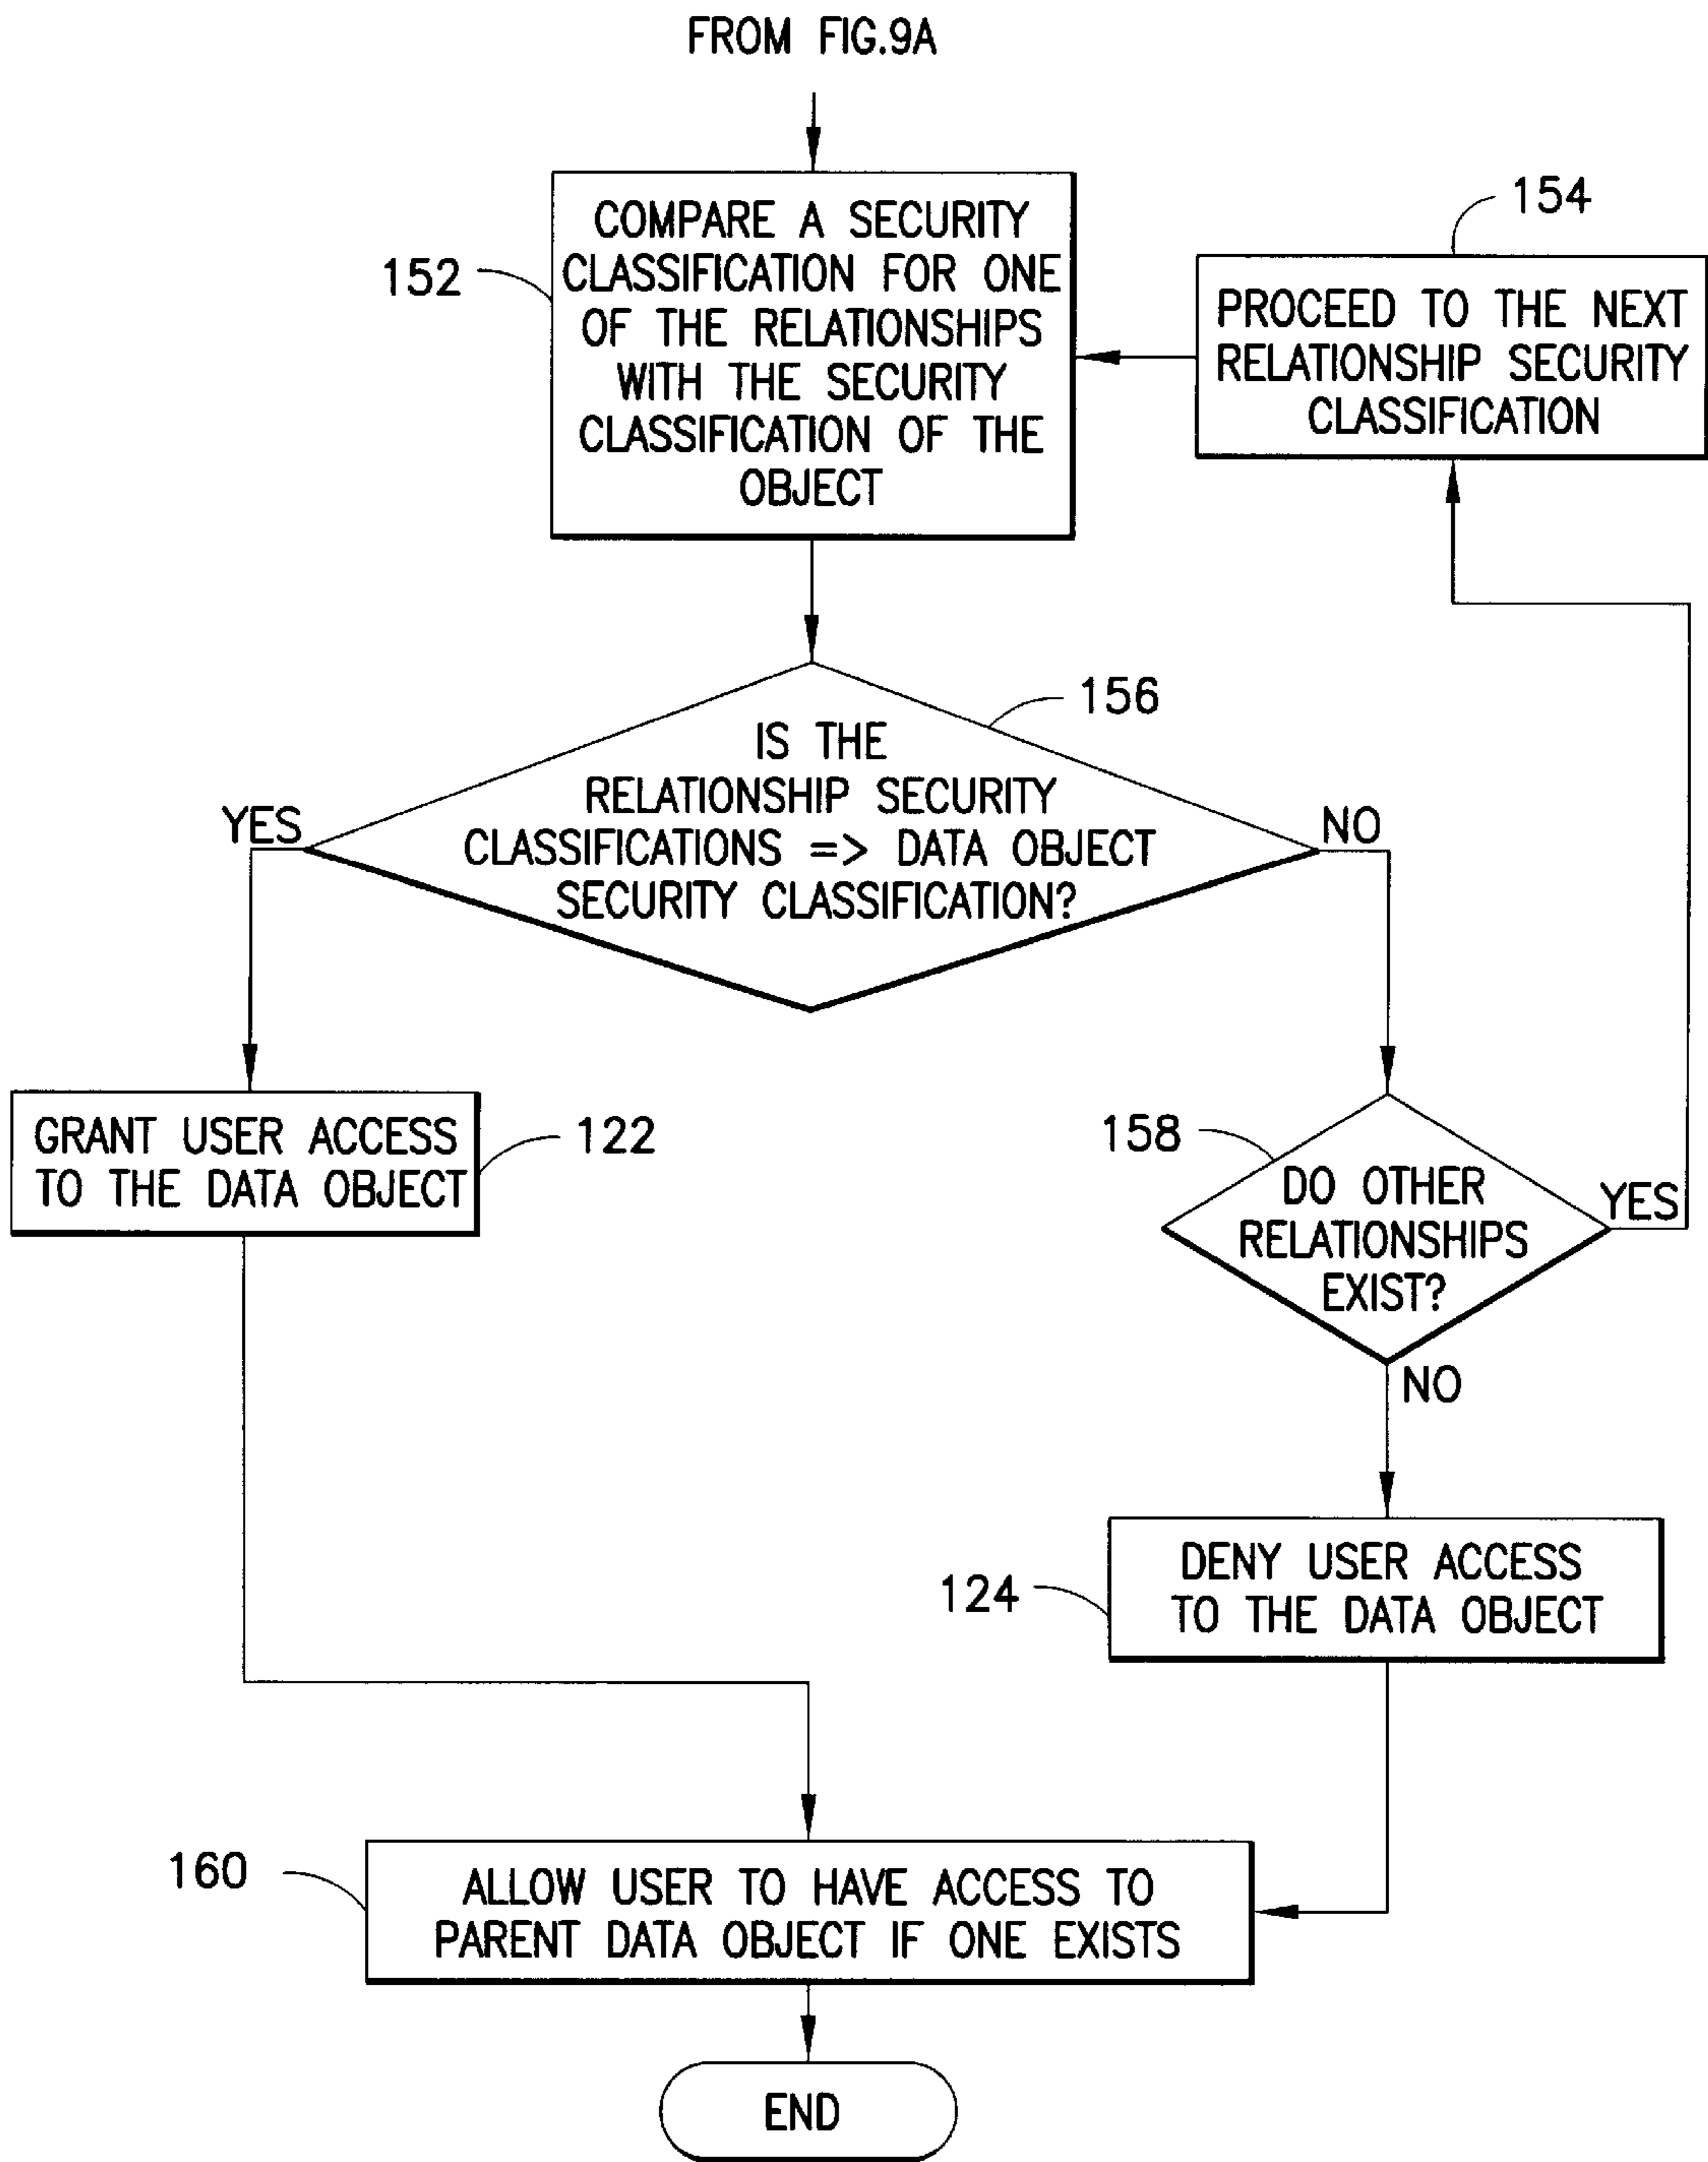 FROM FIG.9A
152
COMPARE A SECURITY
CLASSIFICATION FOR ONE
OF THE RELATIONSHIPS
WITH THE SECURITY
CLASSIFICATION OF THE
OBJECT
154
PROCEED TO THE NEXT
RELATIONSHIP SECURITY
CLASSIFICATION
156
IS THE
RELATIONSHIP SECURITY
CLASSIFICATIONS => DATA OBJECT
SECURITY CLASSIFICATION?
YES
NO
GRANT USER ACCESS
TO THE DATA OBJECT
122
158
DO OTHER
RELATIONSHIPS
EXIST?
YES
NO
124
DENY USER ACCESS
TO THE DATA OBJECT
160
ALLOW USER TO HAVE ACCESS TO
PARENT DATA OBJECT IF ONE EXISTS
END